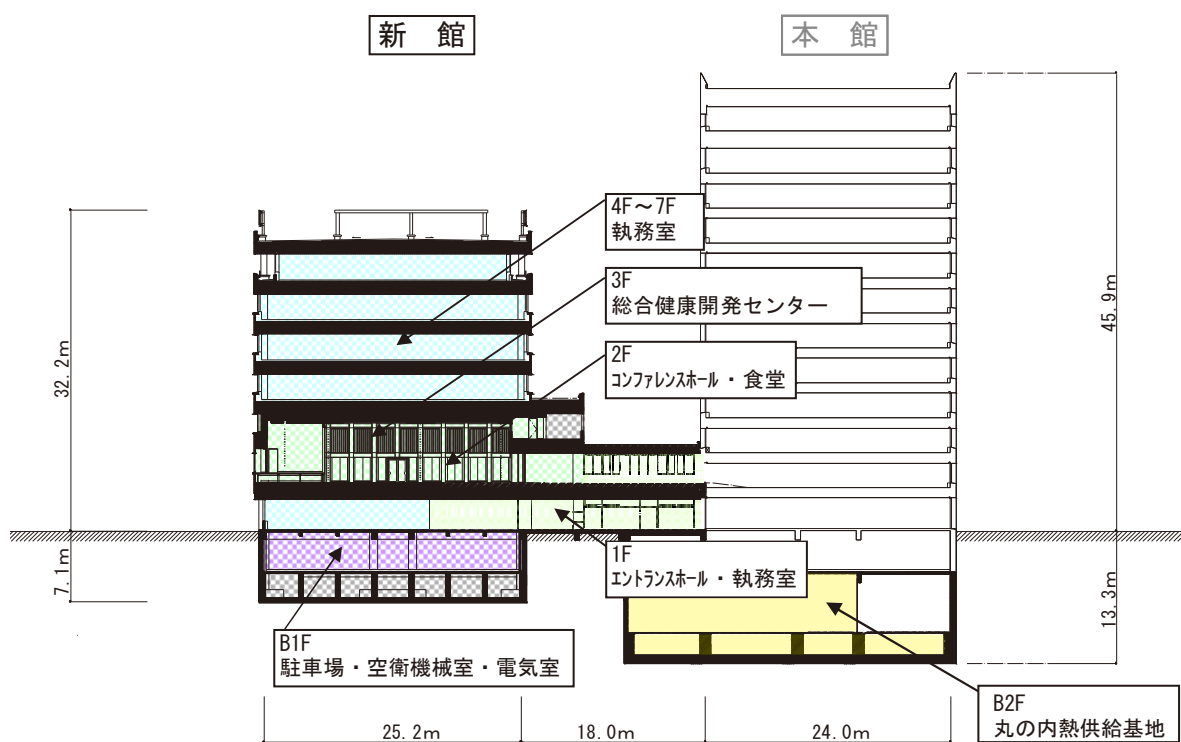 新　館
本　館
4F～7F
執務室
3F
総合健康開発センター
2F
コンファレンスホール・食堂
1F
エントランスホール・執務室
B1F
駐車場・空衛機械室・電気室
B2F
丸の内熱供給基地
32.2m
7.1m
45.9m
13.3m
25.2m
18.0m
24.0m